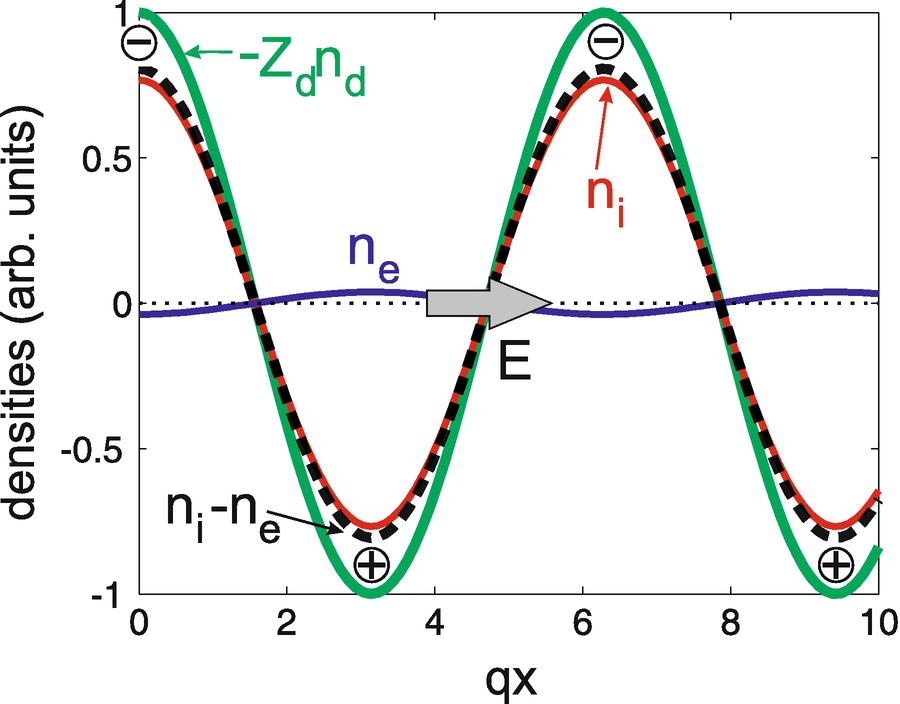 1
0.5
0
-0.5
-1
densities (arb. units)
⊖
⊖
-Z_d n_d
n_i
n_e
E
n_i-n_e
⊕
⊕
0
2
4
6
8
10
qx